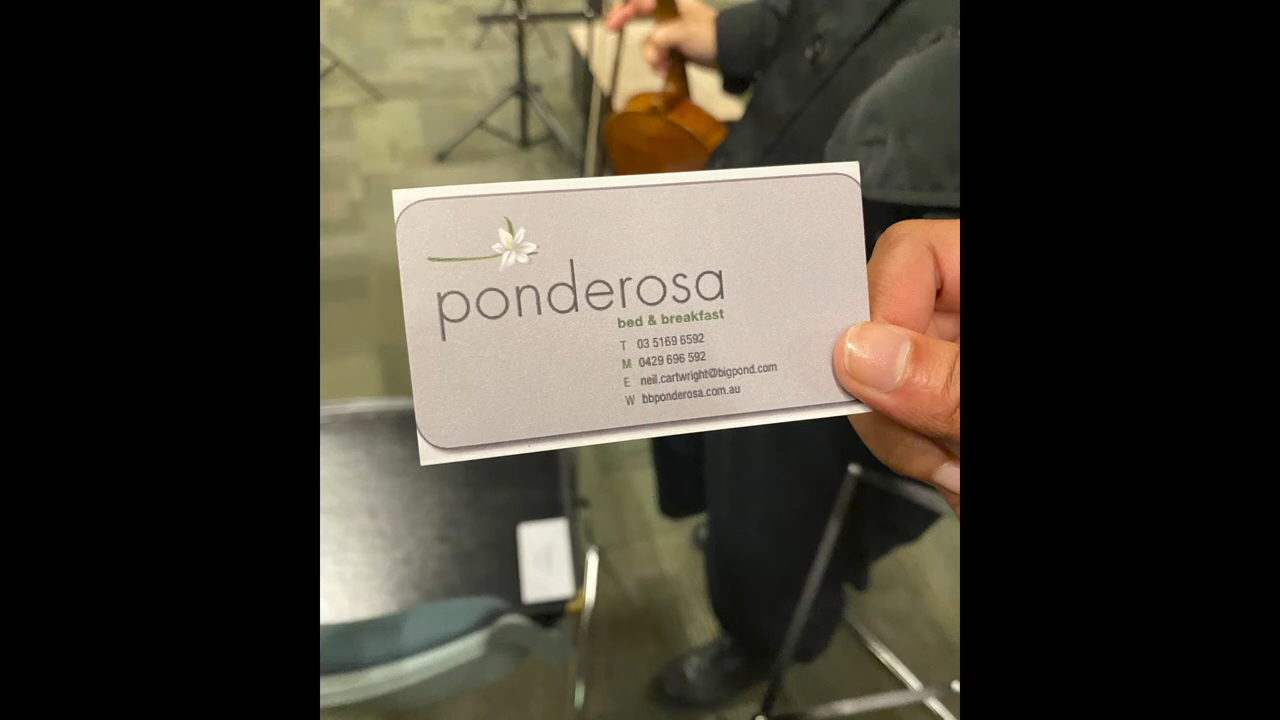 ponderosa
bed & breakfast
T 03 5169 6592
M 0429 696 592
E neil.cartwright@bigpond.com
W bbponderosa.com.au